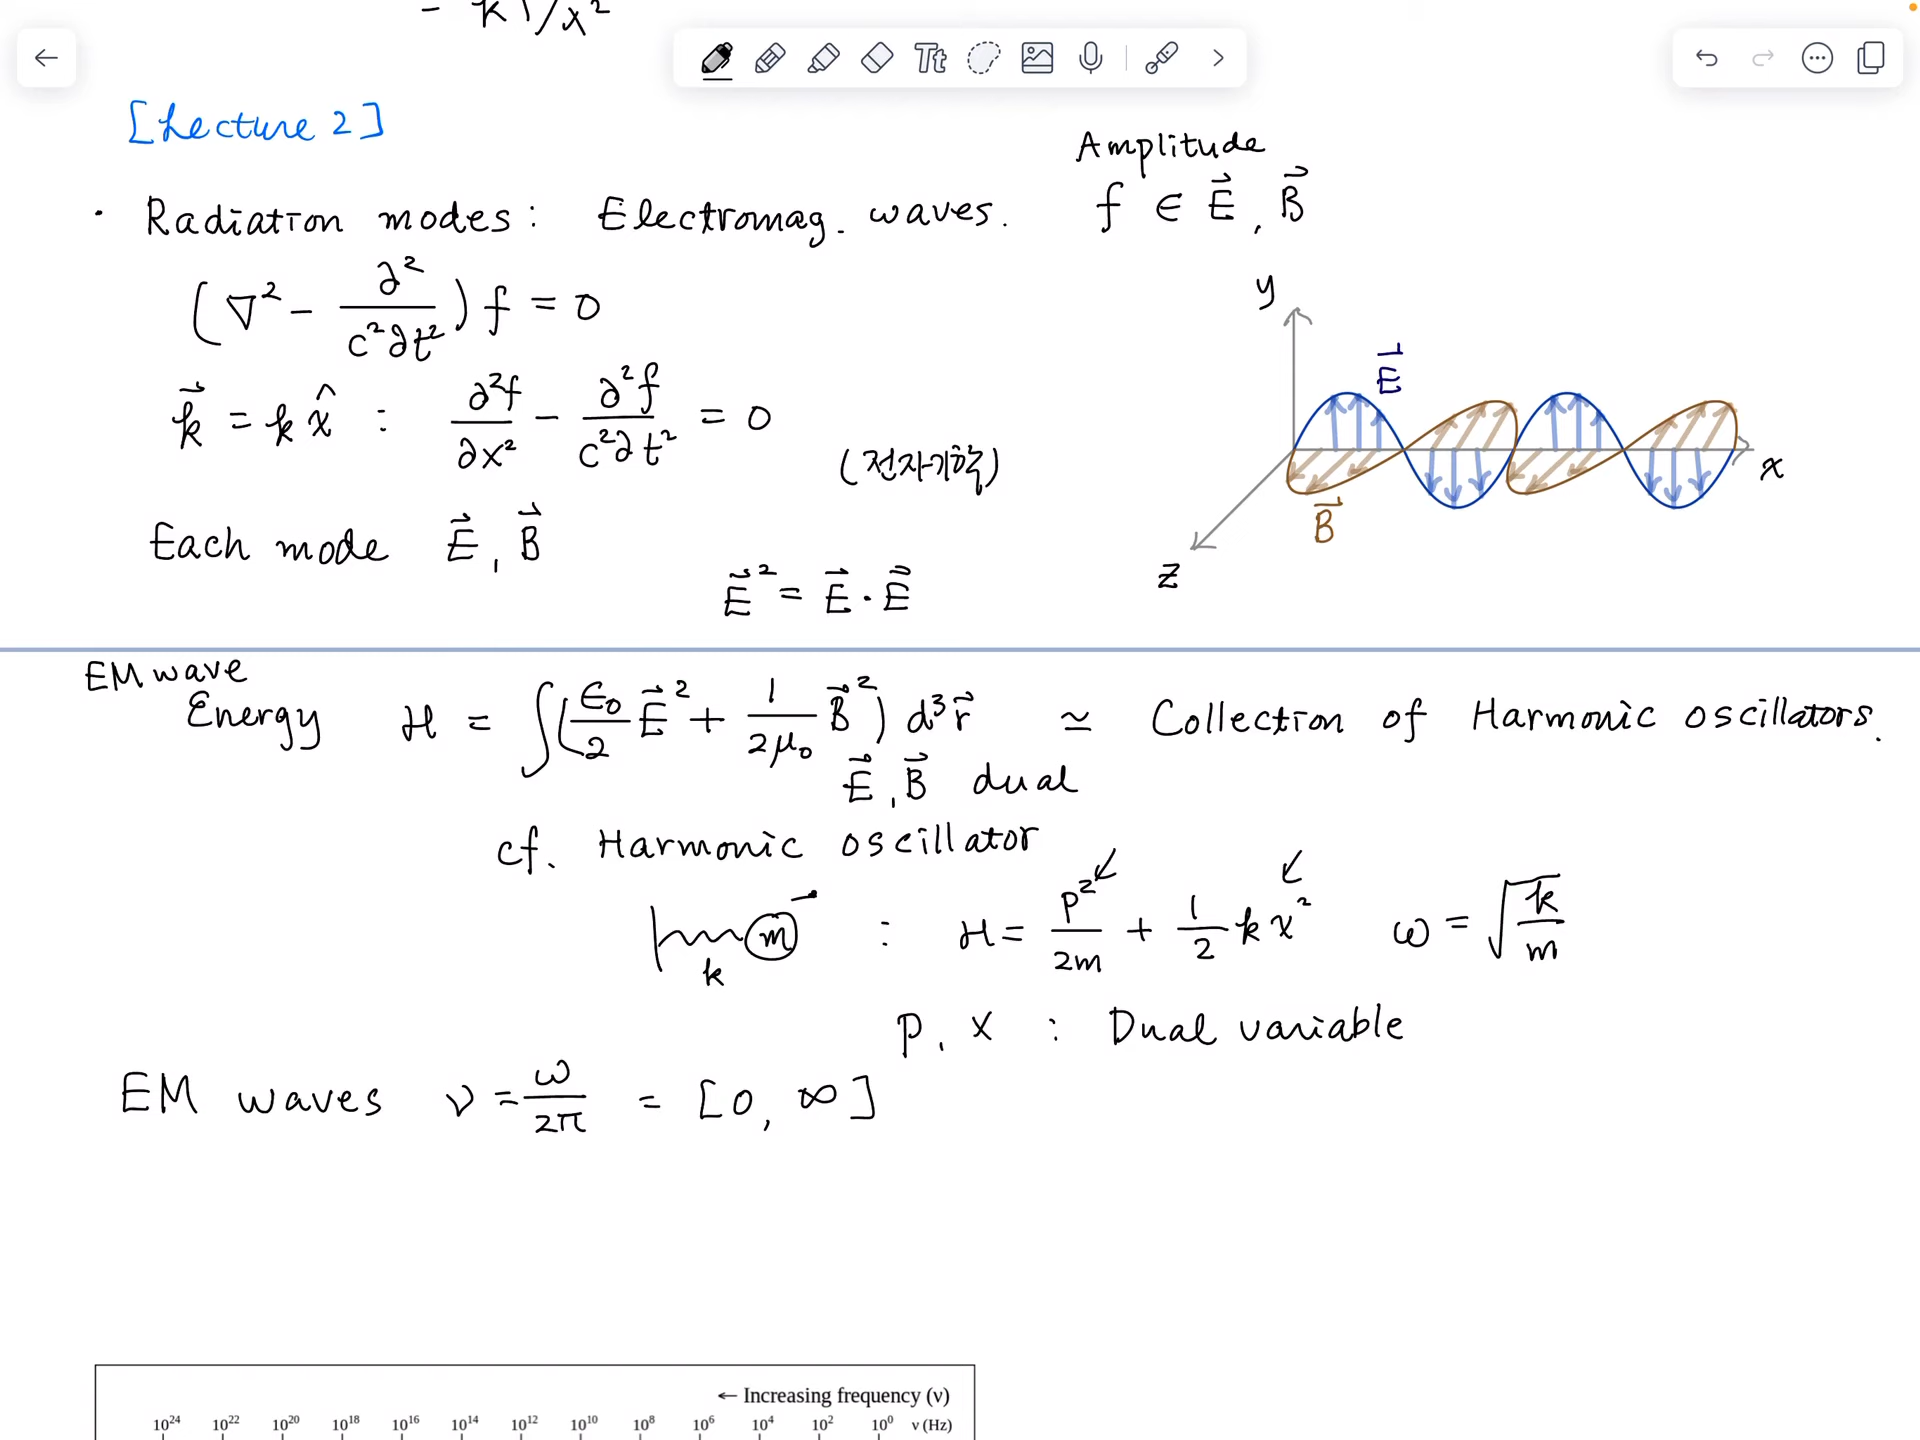 - k 1/x²
[Lecture 2]
Amplitude
· Radiation modes : Electromag. waves. f ∈ E⃗, B⃗
(∇² - ∂²/c²∂t²) f = 0
k⃗ = k x̂ : ∂²f/∂x² - ∂²f/c²∂t² = 0
(전자기학)
y
E⃗
x
B⃗
z
Each mode E⃗, B⃗
E⃗² = E⃗ · E⃗
EM wave
Energy H = ∫(ε₀/2 E⃗² + 1/2μ₀ B⃗²) d³r⃗ ≃ Collection of Harmonic oscillators.
E⃗, B⃗ dual
cf. Harmonic oscillator
k m : H = p²/2m + 1/2 k x² ω = √k/m
p, x : Dual variable
EM waves ν = ω/2π = [0, ∞]
← Increasing frequency (ν)
10²⁴ 10²² 10²⁰ 10¹⁸ 10¹⁶ 10¹⁴ 10¹² 10¹⁰ 10⁸ 10⁶ 10⁴ 10² 10⁰ ν (Hz)